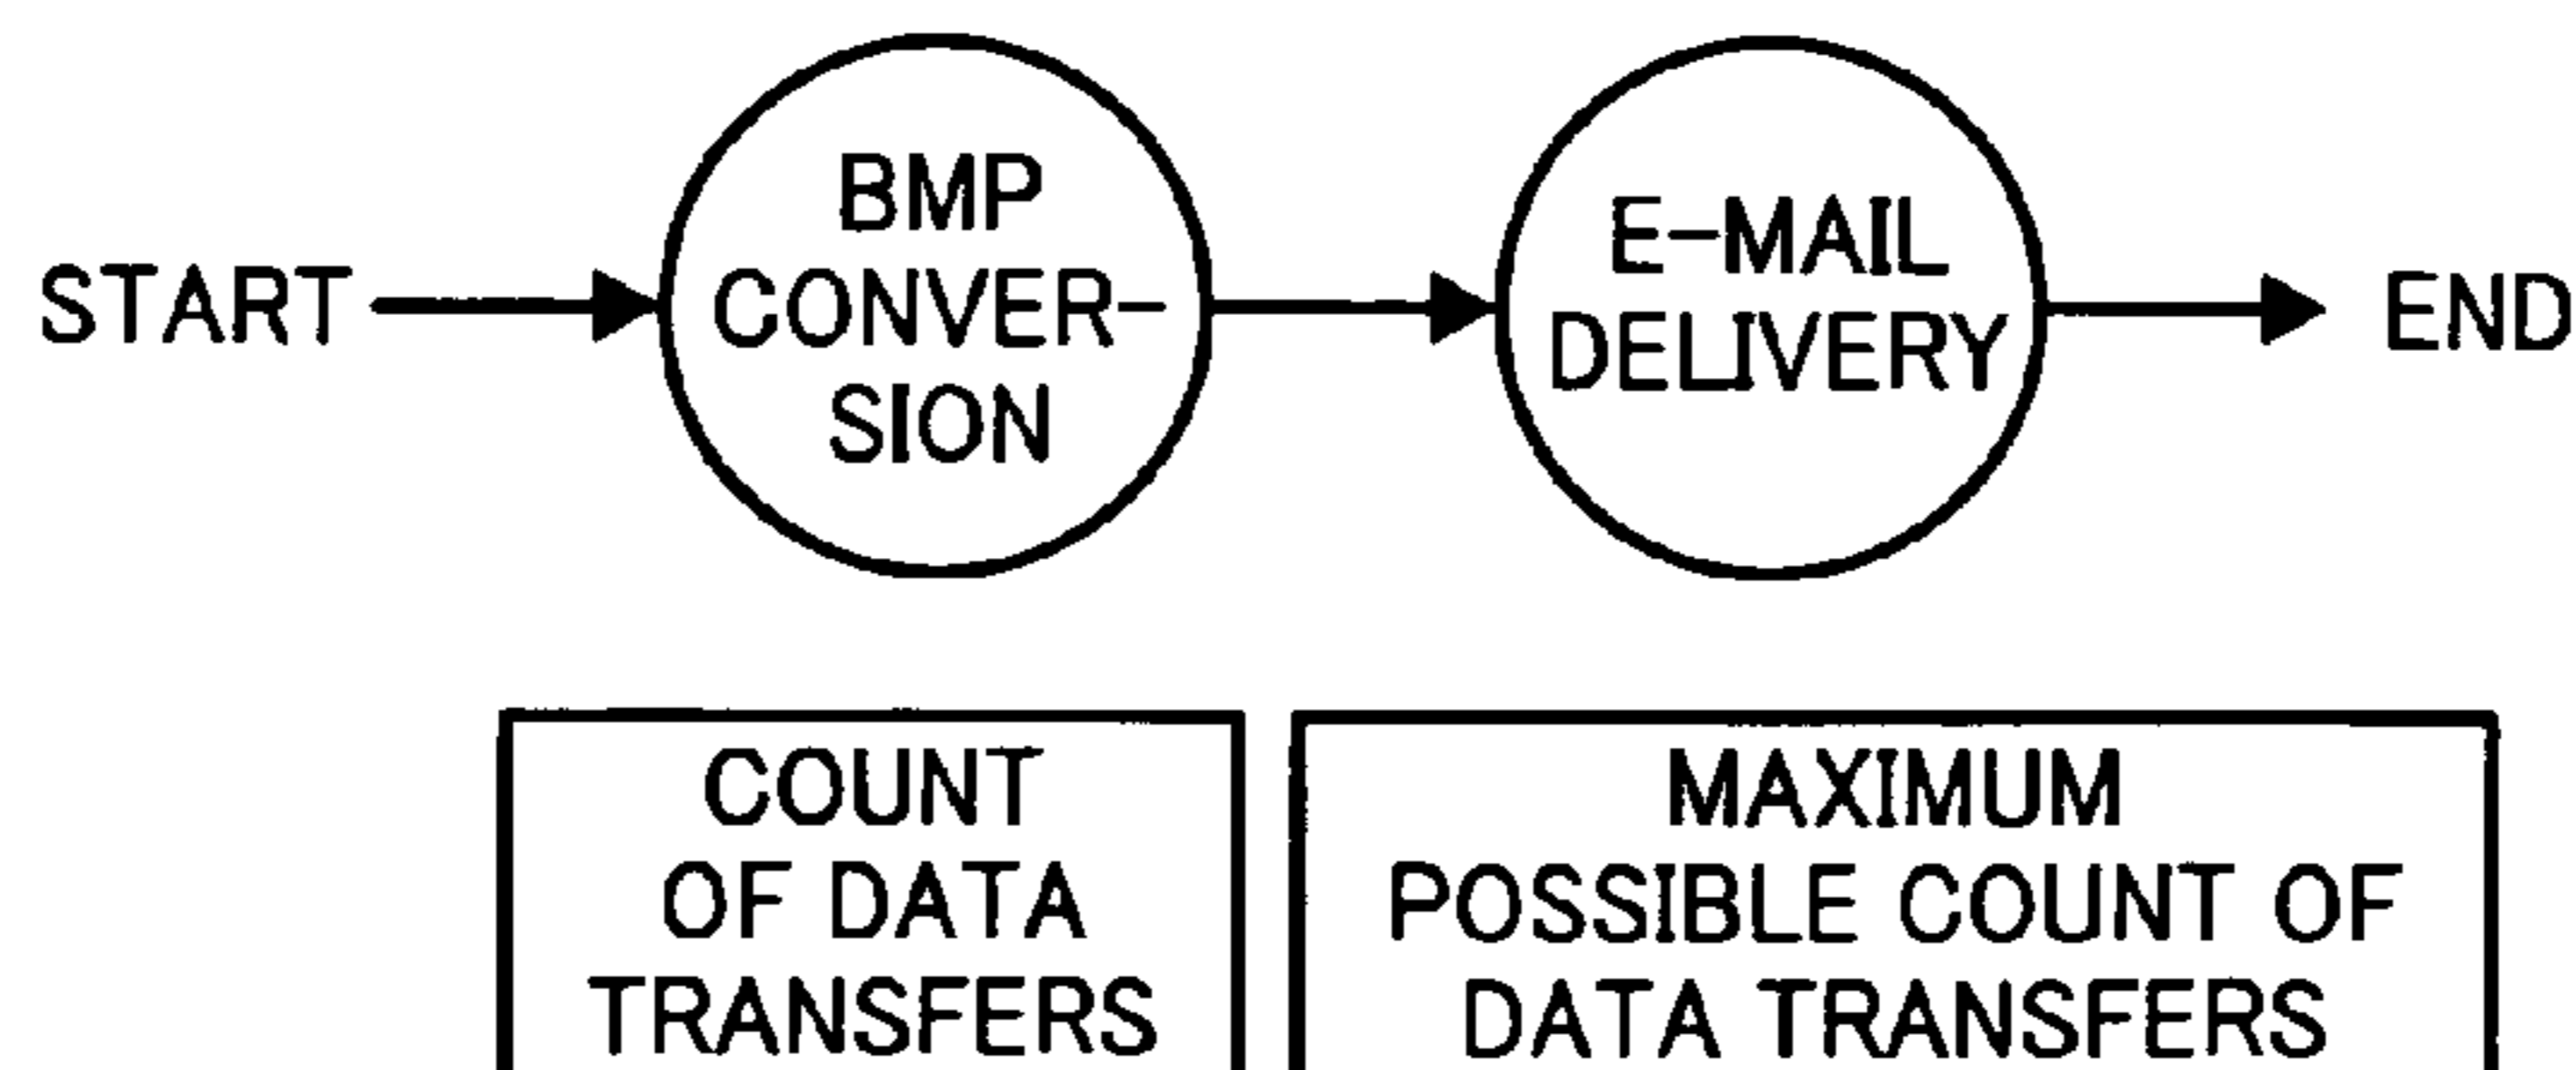 START
BMP
CONVER-
SION
E-MAIL
DELIVERY
END
COUNT
OF DATA
TRANSFERS
MAXIMUM
POSSIBLE COUNT OF
DATA TRANSFERS